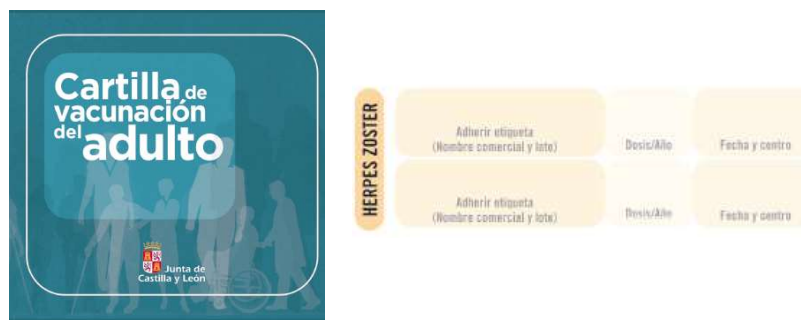 Cartilla de
vacunación
del adulto
Junta de
Castilla y León
HERPES ZOSTER
Adherir etiqueta
(Nombre comercial y lote)
Dosis/Año
Fecha y centro
Adherir etiqueta
(Nombre comercial y lote)
Dosis/Año
Fecha y centro